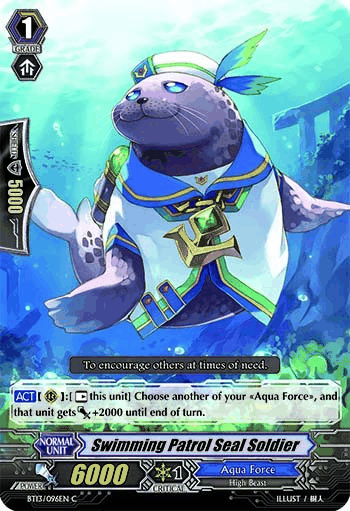 1
GRADE
SHIELD
5000
To encourage others at times of need.
ACT[ ]:[ this unit] Choose another of your «Aqua Force», and
that unit gets +2000 until end of turn.
NORMAL
UNIT
Swimming Patrol Seal Soldier
POWER
6000
1
CRITICAL
Aqua Force
High Beast
BT13/096EN C
ILLUST / 樹人